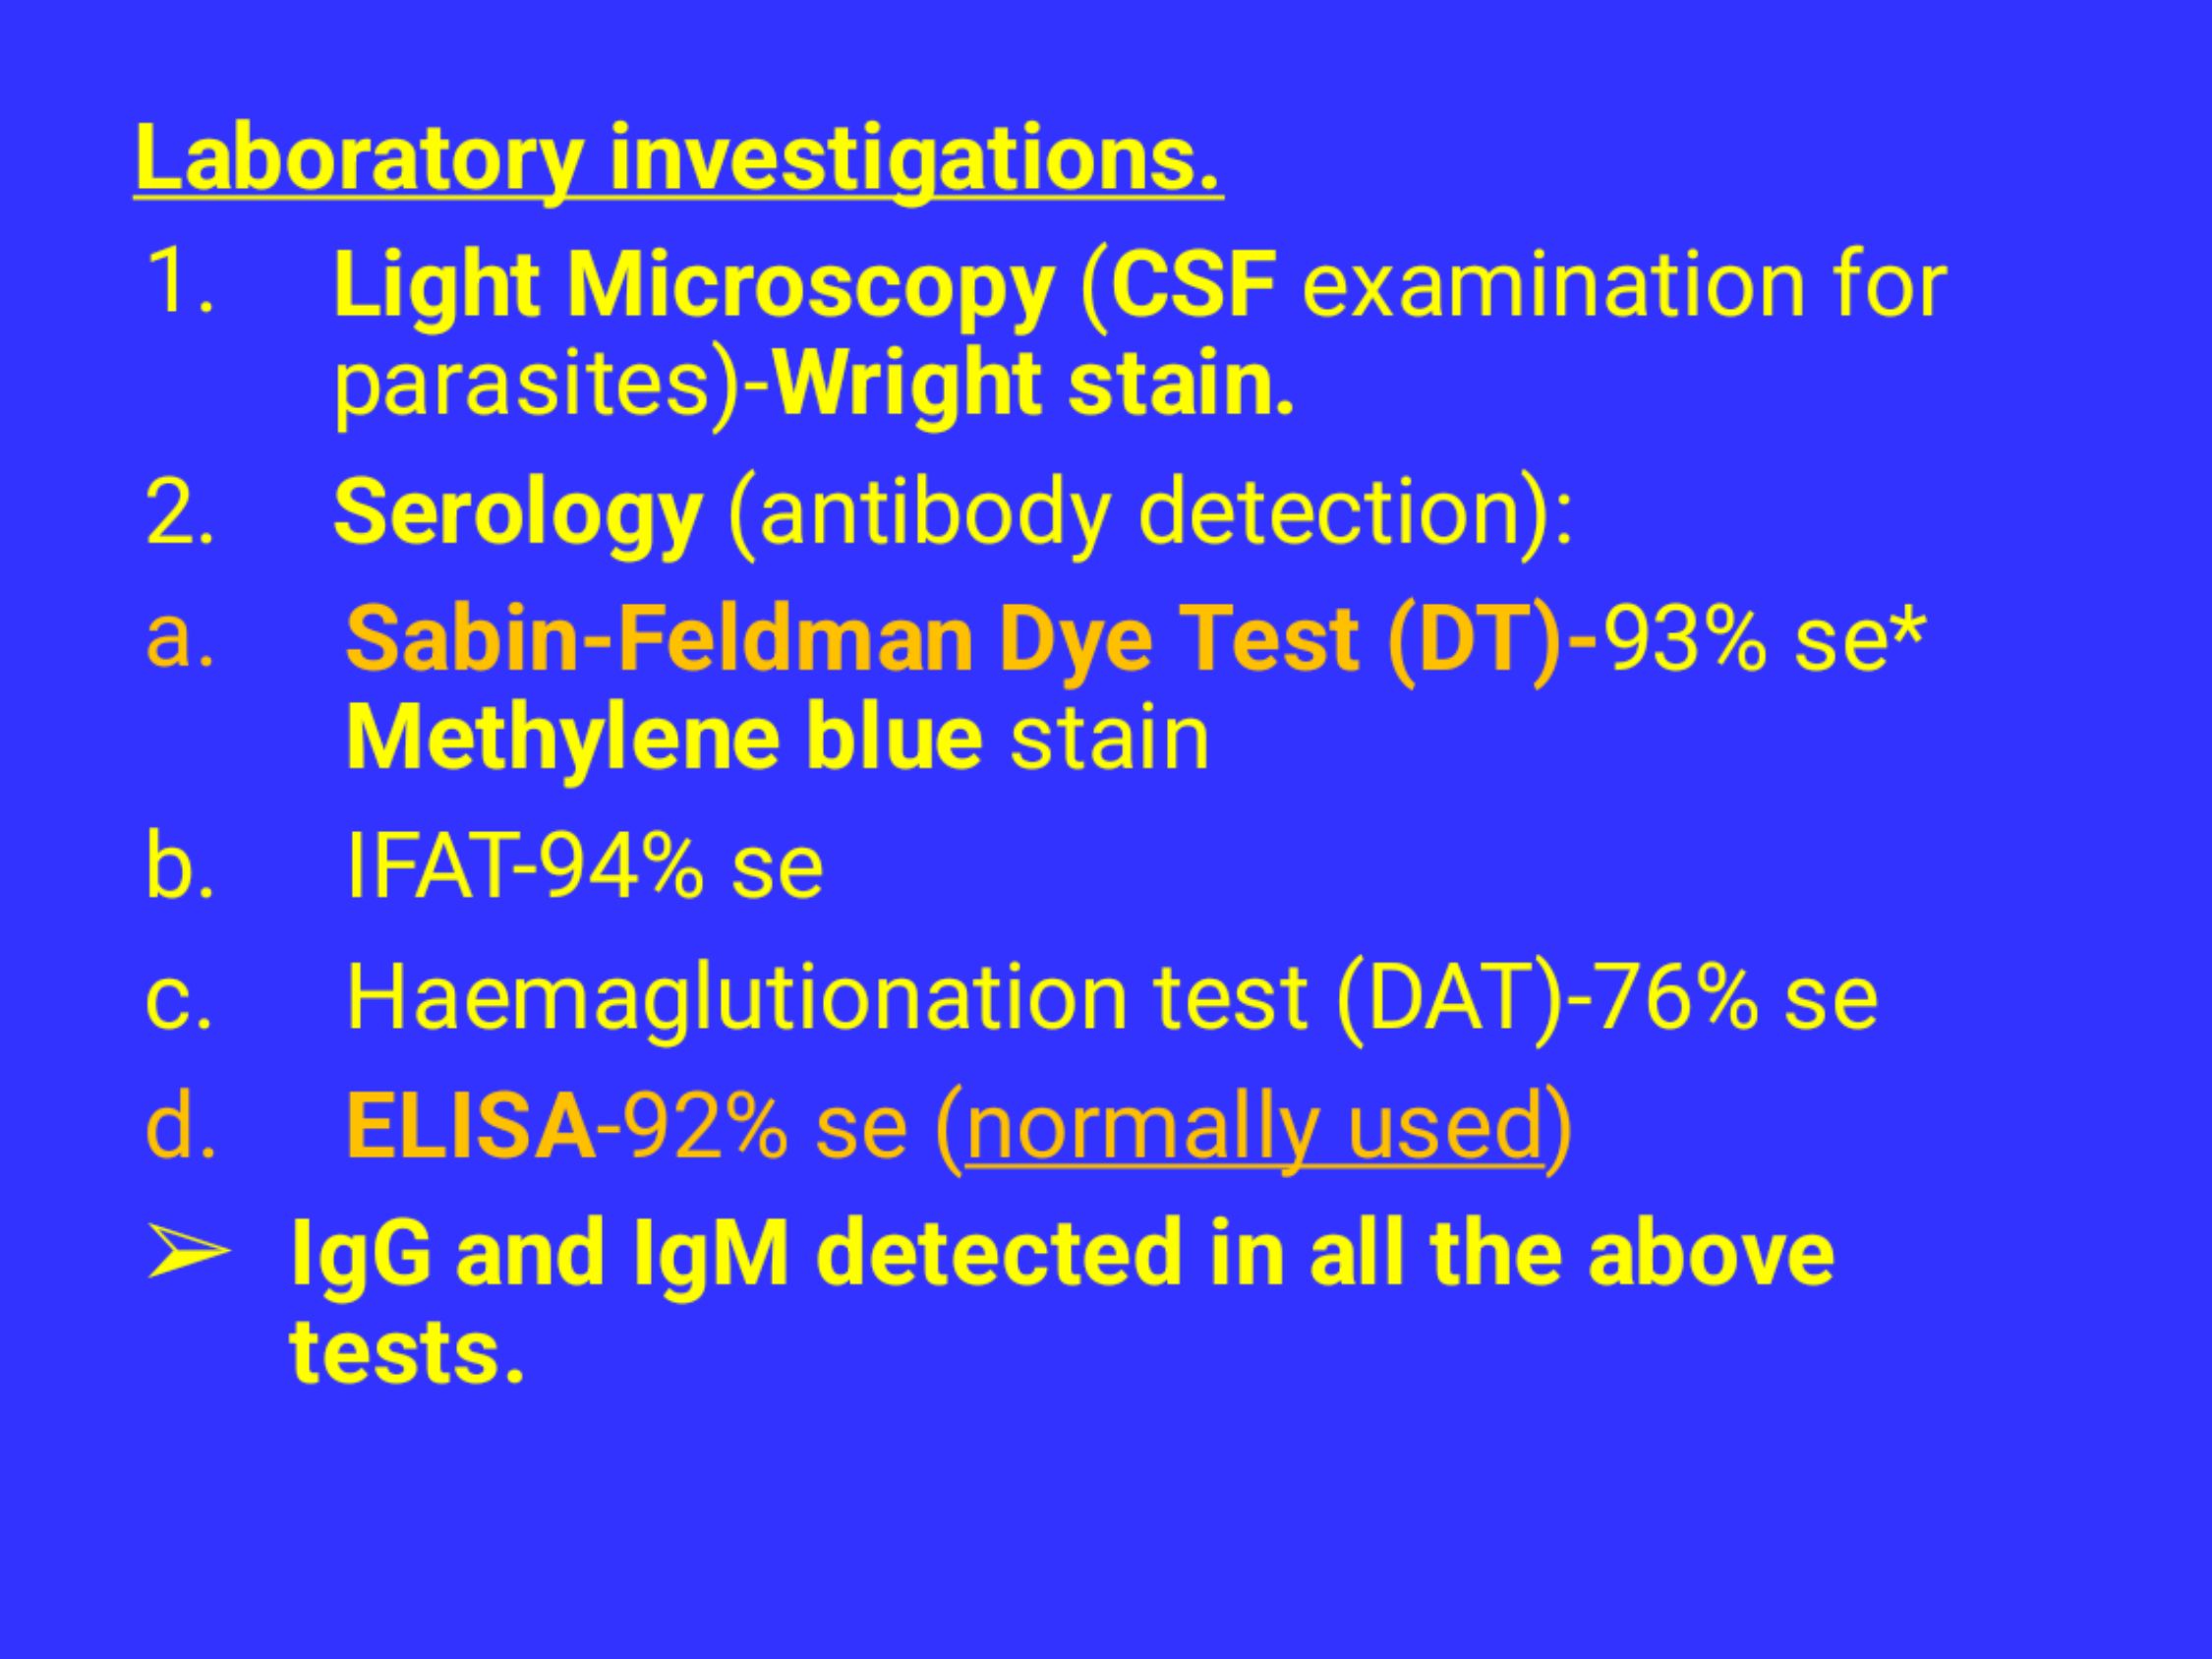 Laboratory investigations.
1. Light Microscopy (CSF examination for
parasites)-Wright stain.
2. Serology (antibody detection):
a. Sabin-Feldman Dye Test (DT)-93% se*
Methylene blue stain
b. IFAT-94% se
c. Haemaglutionation test (DAT)-76% se
d. ELISA-92% se (normally used)
➢ IgG and IgM detected in all the above
tests.